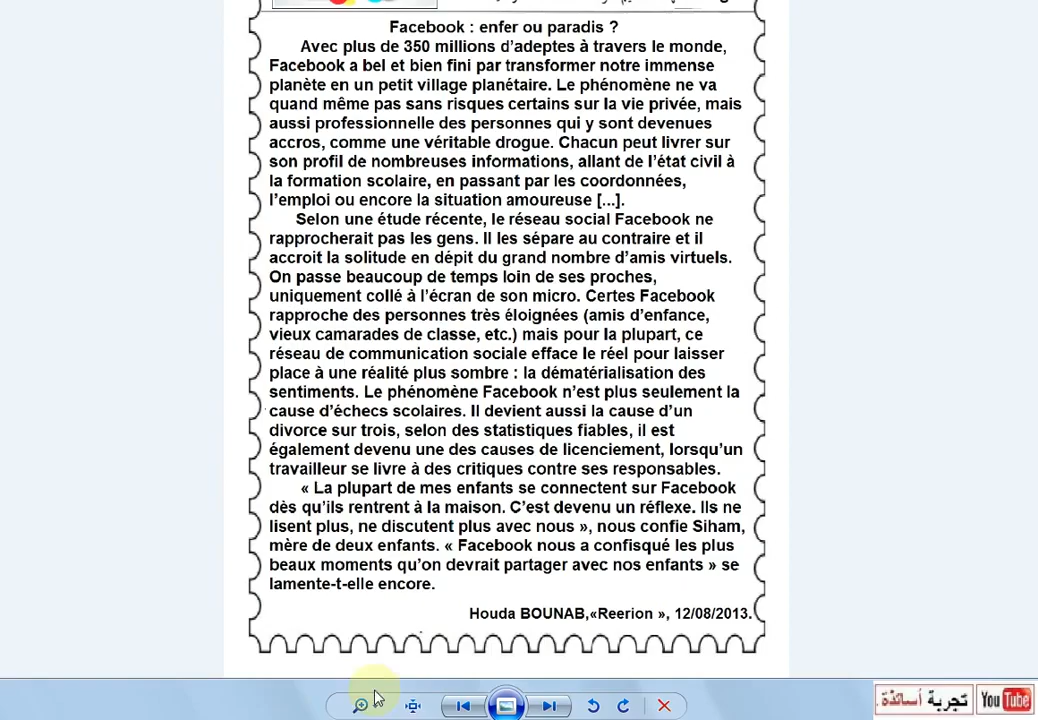 Facebook : enfer ou paradis ?
Avec plus de 350 millions d'adeptes à travers le monde,
Facebook a bel et bien fini par transformer notre immense
planète en un petit village planétaire. Le phénomène ne va
quand même pas sans risques certains sur la vie privée, mais
aussi professionnelle des personnes qui y sont devenues
accros, comme une véritable drogue. Chacun peut livrer sur
son profil de nombreuses informations, allant de l'état civil à
la formation scolaire, en passant par les coordonnées,
l'emploi ou encore la situation amoureuse [...].
Selon une étude récente, le réseau social Facebook ne
rapprocherait pas les gens. Il les sépare au contraire et il
accroit la solitude en dépit du grand nombre d'amis virtuels.
On passe beaucoup de temps loin de ses proches,
uniquement collé à l'écran de son micro. Certes Facebook
rapproche des personnes très éloignées (amis d'enfance,
vieux camarades de classe, etc.) mais pour la plupart, ce
réseau de communication sociale efface le réel pour laisser
place à une réalité plus sombre : la dématérialisation des
sentiments. Le phénomène Facebook n'est plus seulement la
cause d'échecs scolaires. Il devient aussi la cause d'un
divorce sur trois, selon des statistiques fiables, il est
également devenu une des causes de licenciement, lorsqu'un
travailleur se livre à des critiques contre ses responsables.
« La plupart de mes enfants se connectent sur Facebook
dès qu'ils rentrent à la maison. C'est devenu un réflexe. Ils ne
lisent plus, ne discutent plus avec nous », nous confie Siham,
mère de deux enfants. « Facebook nous a confisqué les plus
beaux moments qu'on devrait partager avec nos enfants » se
lamente-t-elle encore.
Houda BOUNAB,«Reerion », 12/08/2013.
تجربة أساتذة. YouTube